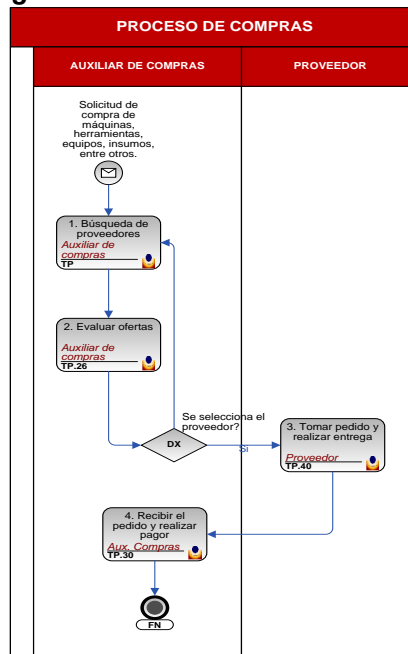 PROCESO DE COMPRAS
AUXILIAR DE COMPRAS
PROVEEDOR
Solicitud de
compra de
máquinas,
herramientas,
equipos, insumos,
entre otros.
1. Búsqueda de
proveedores
Auxiliar de
compras
TP
2. Evaluar ofertas
Auxiliar de
compras
TP.26
Se selecciona el
proveedor?
DX
Si
3. Tomar pedido y
realizar entrega
Proveedor
TP.40
4. Recibir el
pedido y realizar
pagor
Aux. Compras
TP.30
FN